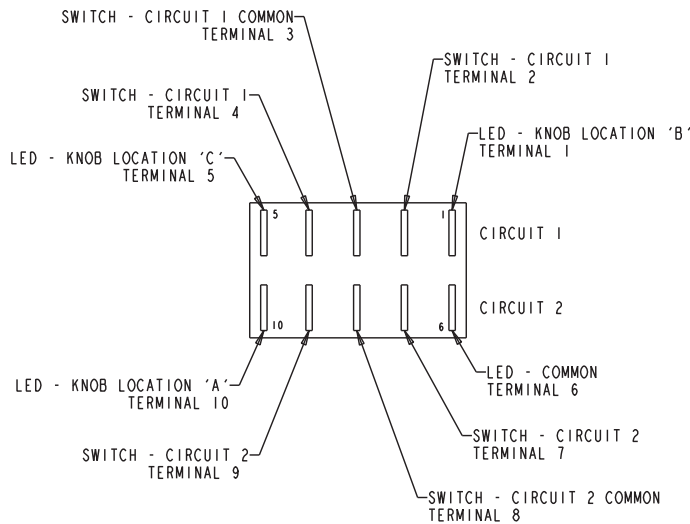 SWITCH - CIRCUIT 1 COMMON
TERMINAL 3
SWITCH - CIRCUIT 1
TERMINAL 2
SWITCH - CIRCUIT 1
TERMINAL 4
LED - KNOB LOCATION 'B'
TERMINAL 1
LED - KNOB LOCATION 'C'
TERMINAL 5
5
1
CIRCUIT 1
CIRCUIT 2
10
6
LED - COMMON
TERMINAL 6
LED - KNOB LOCATION 'A'
TERMINAL 10
SWITCH - CIRCUIT 2
TERMINAL 7
SWITCH - CIRCUIT 2
TERMINAL 9
SWITCH - CIRCUIT 2 COMMON
TERMINAL 8